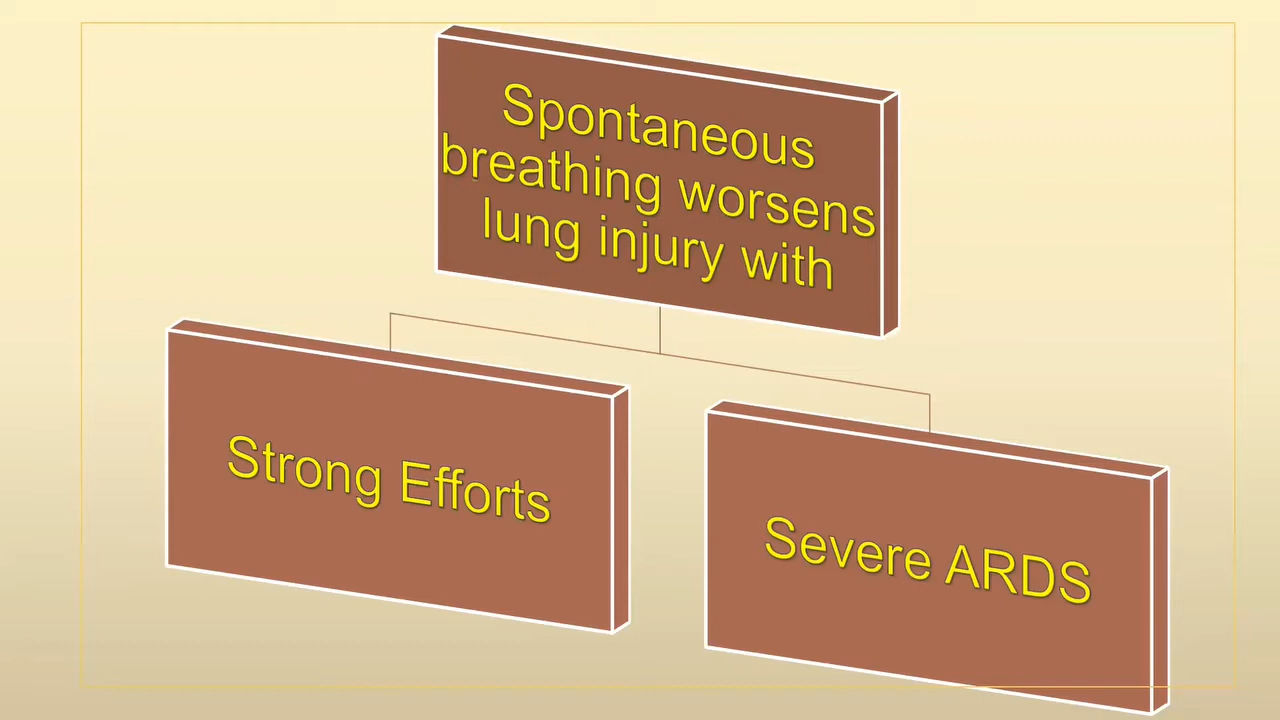 Spontaneous
breathing worsens
lung injury with
Strong Efforts
Severe ARDS